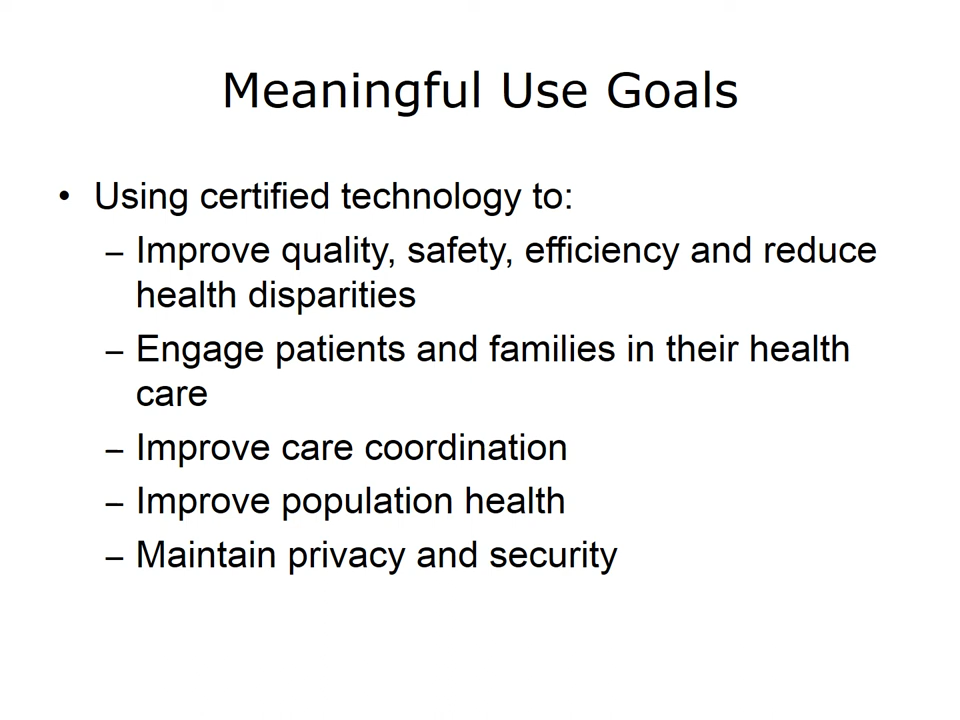 Meaningful Use Goals
• Using certified technology to:
– Improve quality, safety, efficiency and reduce
health disparities
– Engage patients and families in their health
care
– Improve care coordination
– Improve population health
– Maintain privacy and security